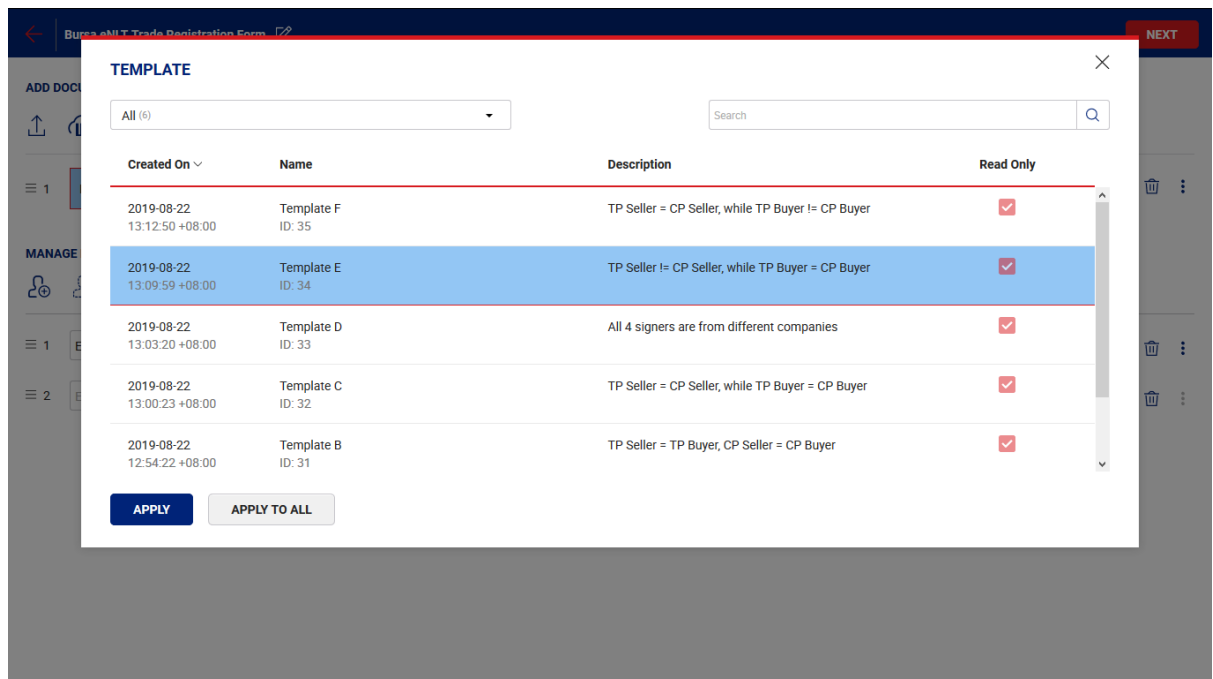 Bursa eNLT Trade Registration Form
NEXT
TEMPLATE
ADD DOCU
All (6)
Search
Created On
Name
Description
Read Only
1
2019-08-22
13:12:50 +08:00
Template F
ID: 35
TP Seller = CP Seller, while TP Buyer != CP Buyer
MANAGE
2019-08-22
13:09:59 +08:00
Template E
ID: 34
TP Seller != CP Seller, while TP Buyer = CP Buyer
1
E
2019-08-22
13:03:20 +08:00
Template D
ID: 33
All 4 signers are from different companies
2
E
2019-08-22
13:00:23 +08:00
Template C
ID: 32
TP Seller = CP Seller, while TP Buyer = CP Buyer
2019-08-22
12:54:22 +08:00
Template B
ID: 31
TP Seller = TP Buyer, CP Seller = CP Buyer
APPLY
APPLY TO ALL